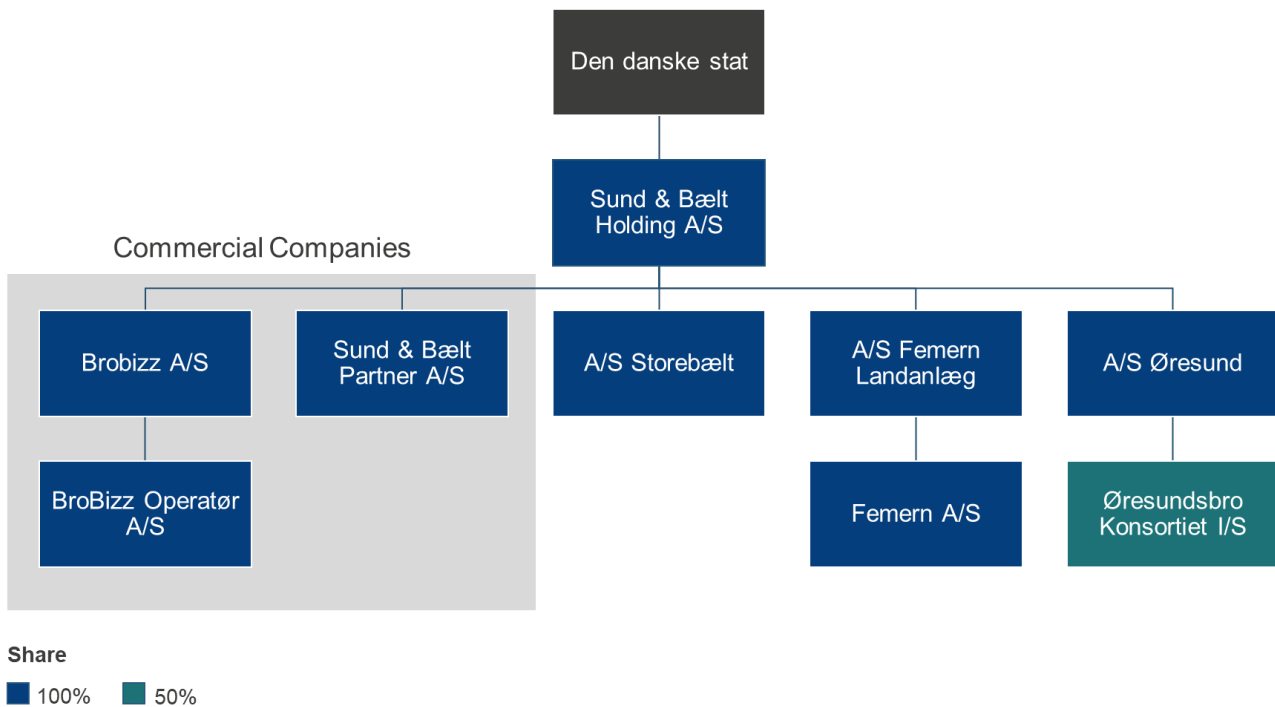 Den danske stat
Sund & Bælt
Holding A/S
Commercial Companies
Brobizz A/S
Sund & Bælt
Partner A/S
A/S Storebælt
A/S Femern
Landanlæg
A/S Øresund
BroBizz Operatør
A/S
Femern A/S
Øresundsbro
Konsortiet I/S
Share
100%
50%